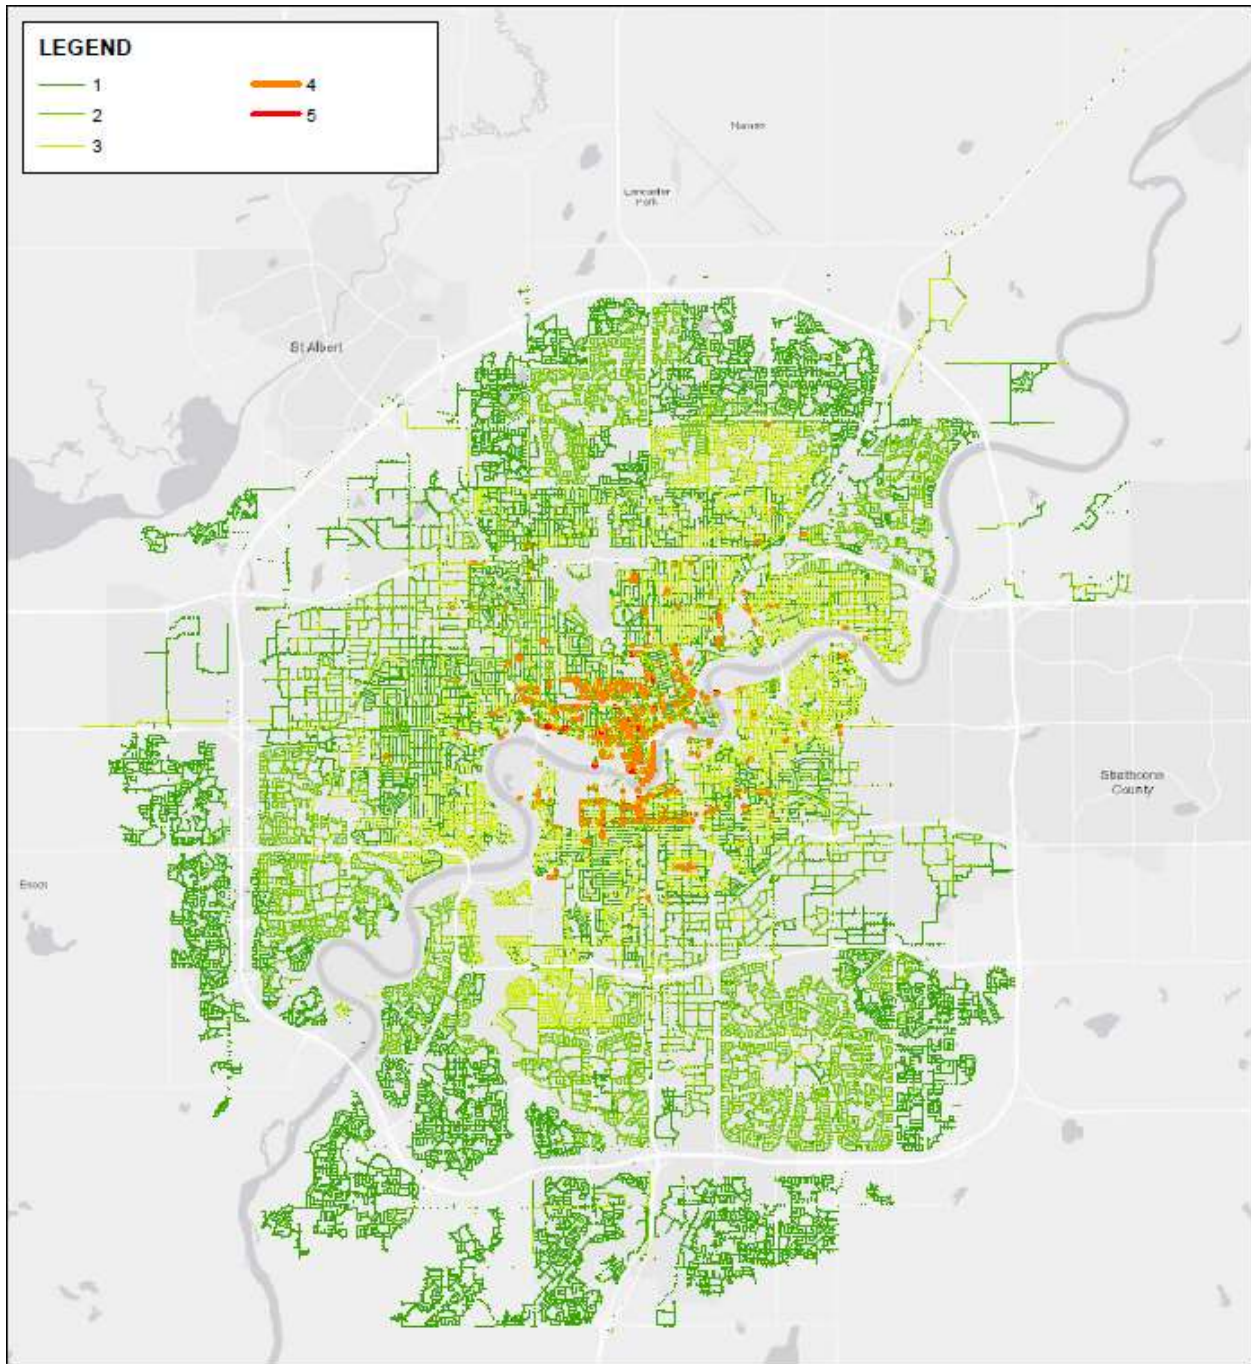 LEGEND
1
4
2
5
3
Namao
Lancaster
Park
St Albert
Strathcona
County
Enoch